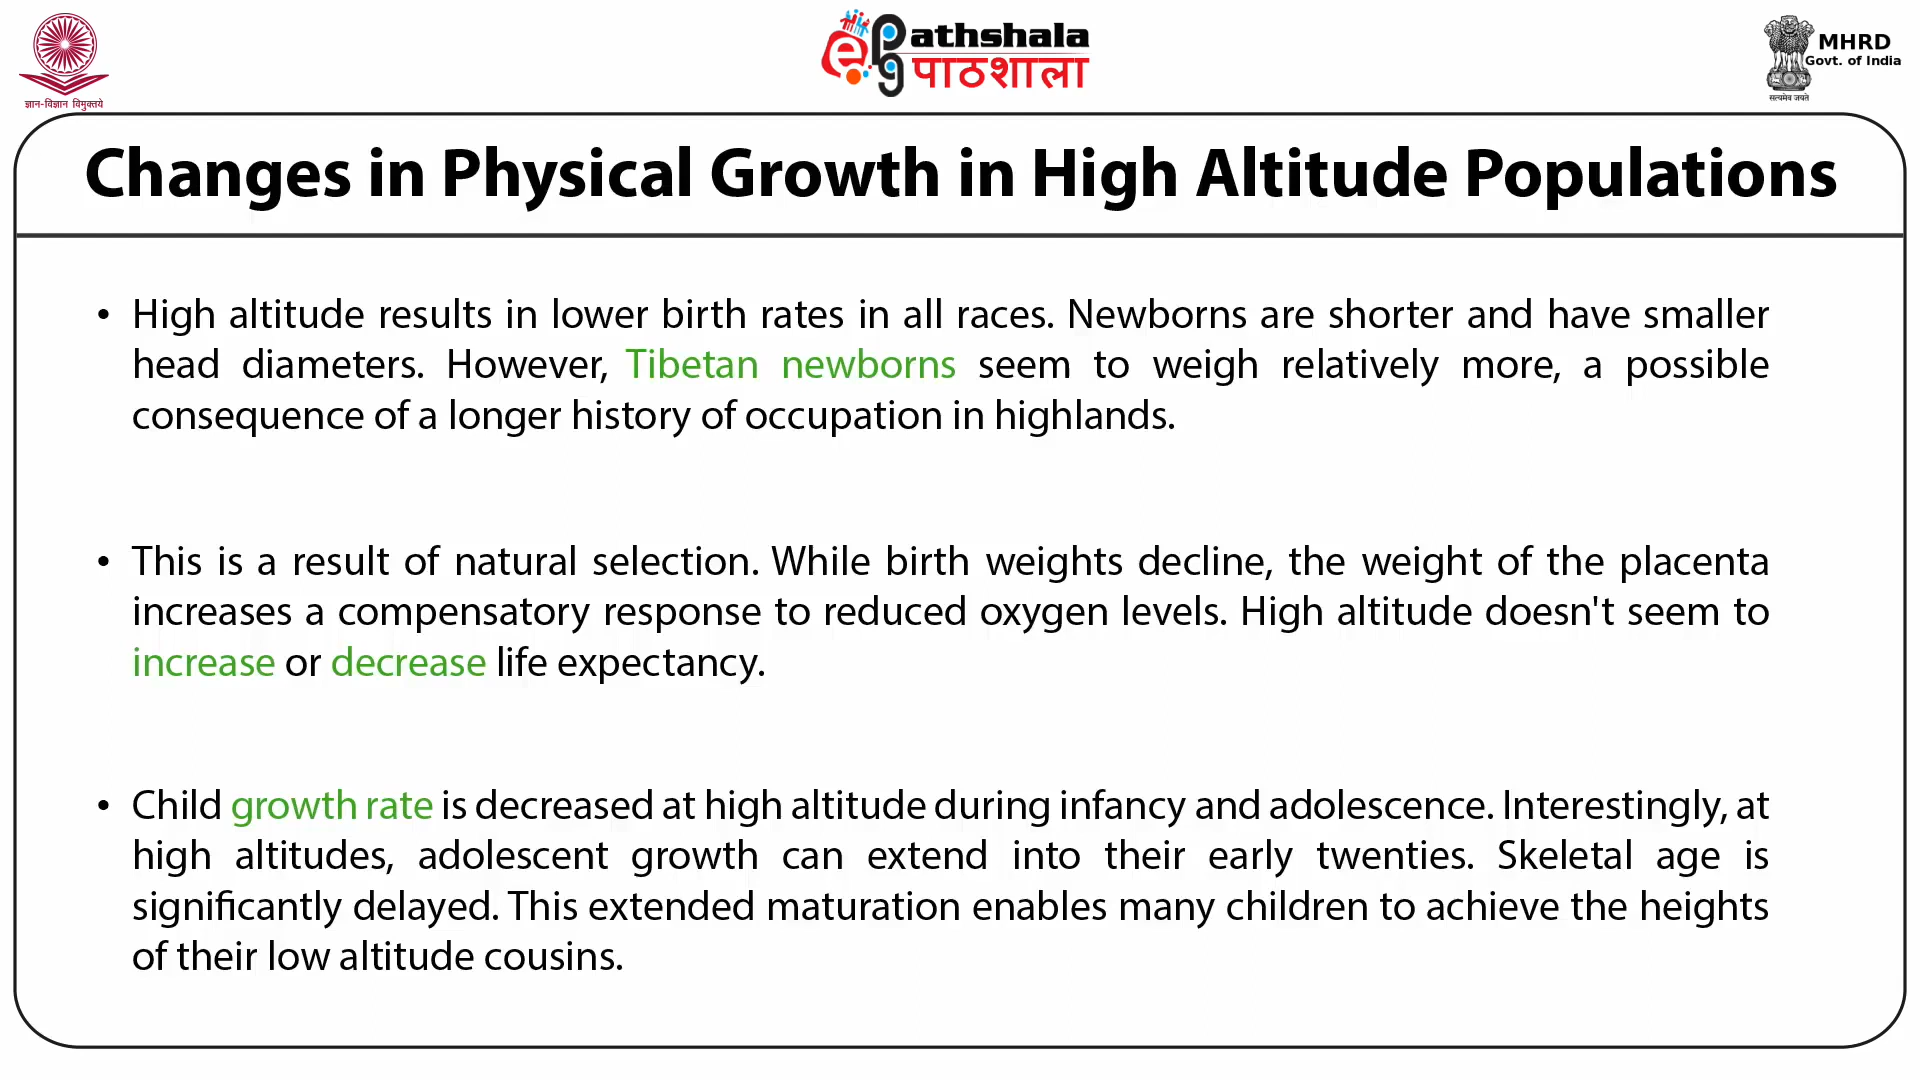 ज्ञान-विज्ञान विमुक्तये
ePathshala
पाठशाला
MHRD
Govt. of India
सत्यमेव जयते
Changes in Physical Growth in High Altitude Populations
• High altitude results in lower birth rates in all races. Newborns are shorter and have smaller
head diameters. However, Tibetan newborns seem to weigh relatively more, a possible
consequence of a longer history of occupation in highlands.
• This is a result of natural selection. While birth weights decline, the weight of the placenta
increases a compensatory response to reduced oxygen levels. High altitude doesn't seem to
increase or decrease life expectancy.
• Child growth rate is decreased at high altitude during infancy and adolescence. Interestingly, at
high altitudes, adolescent growth can extend into their early twenties. Skeletal age is
significantly delayed. This extended maturation enables many children to achieve the heights
of their low altitude cousins.